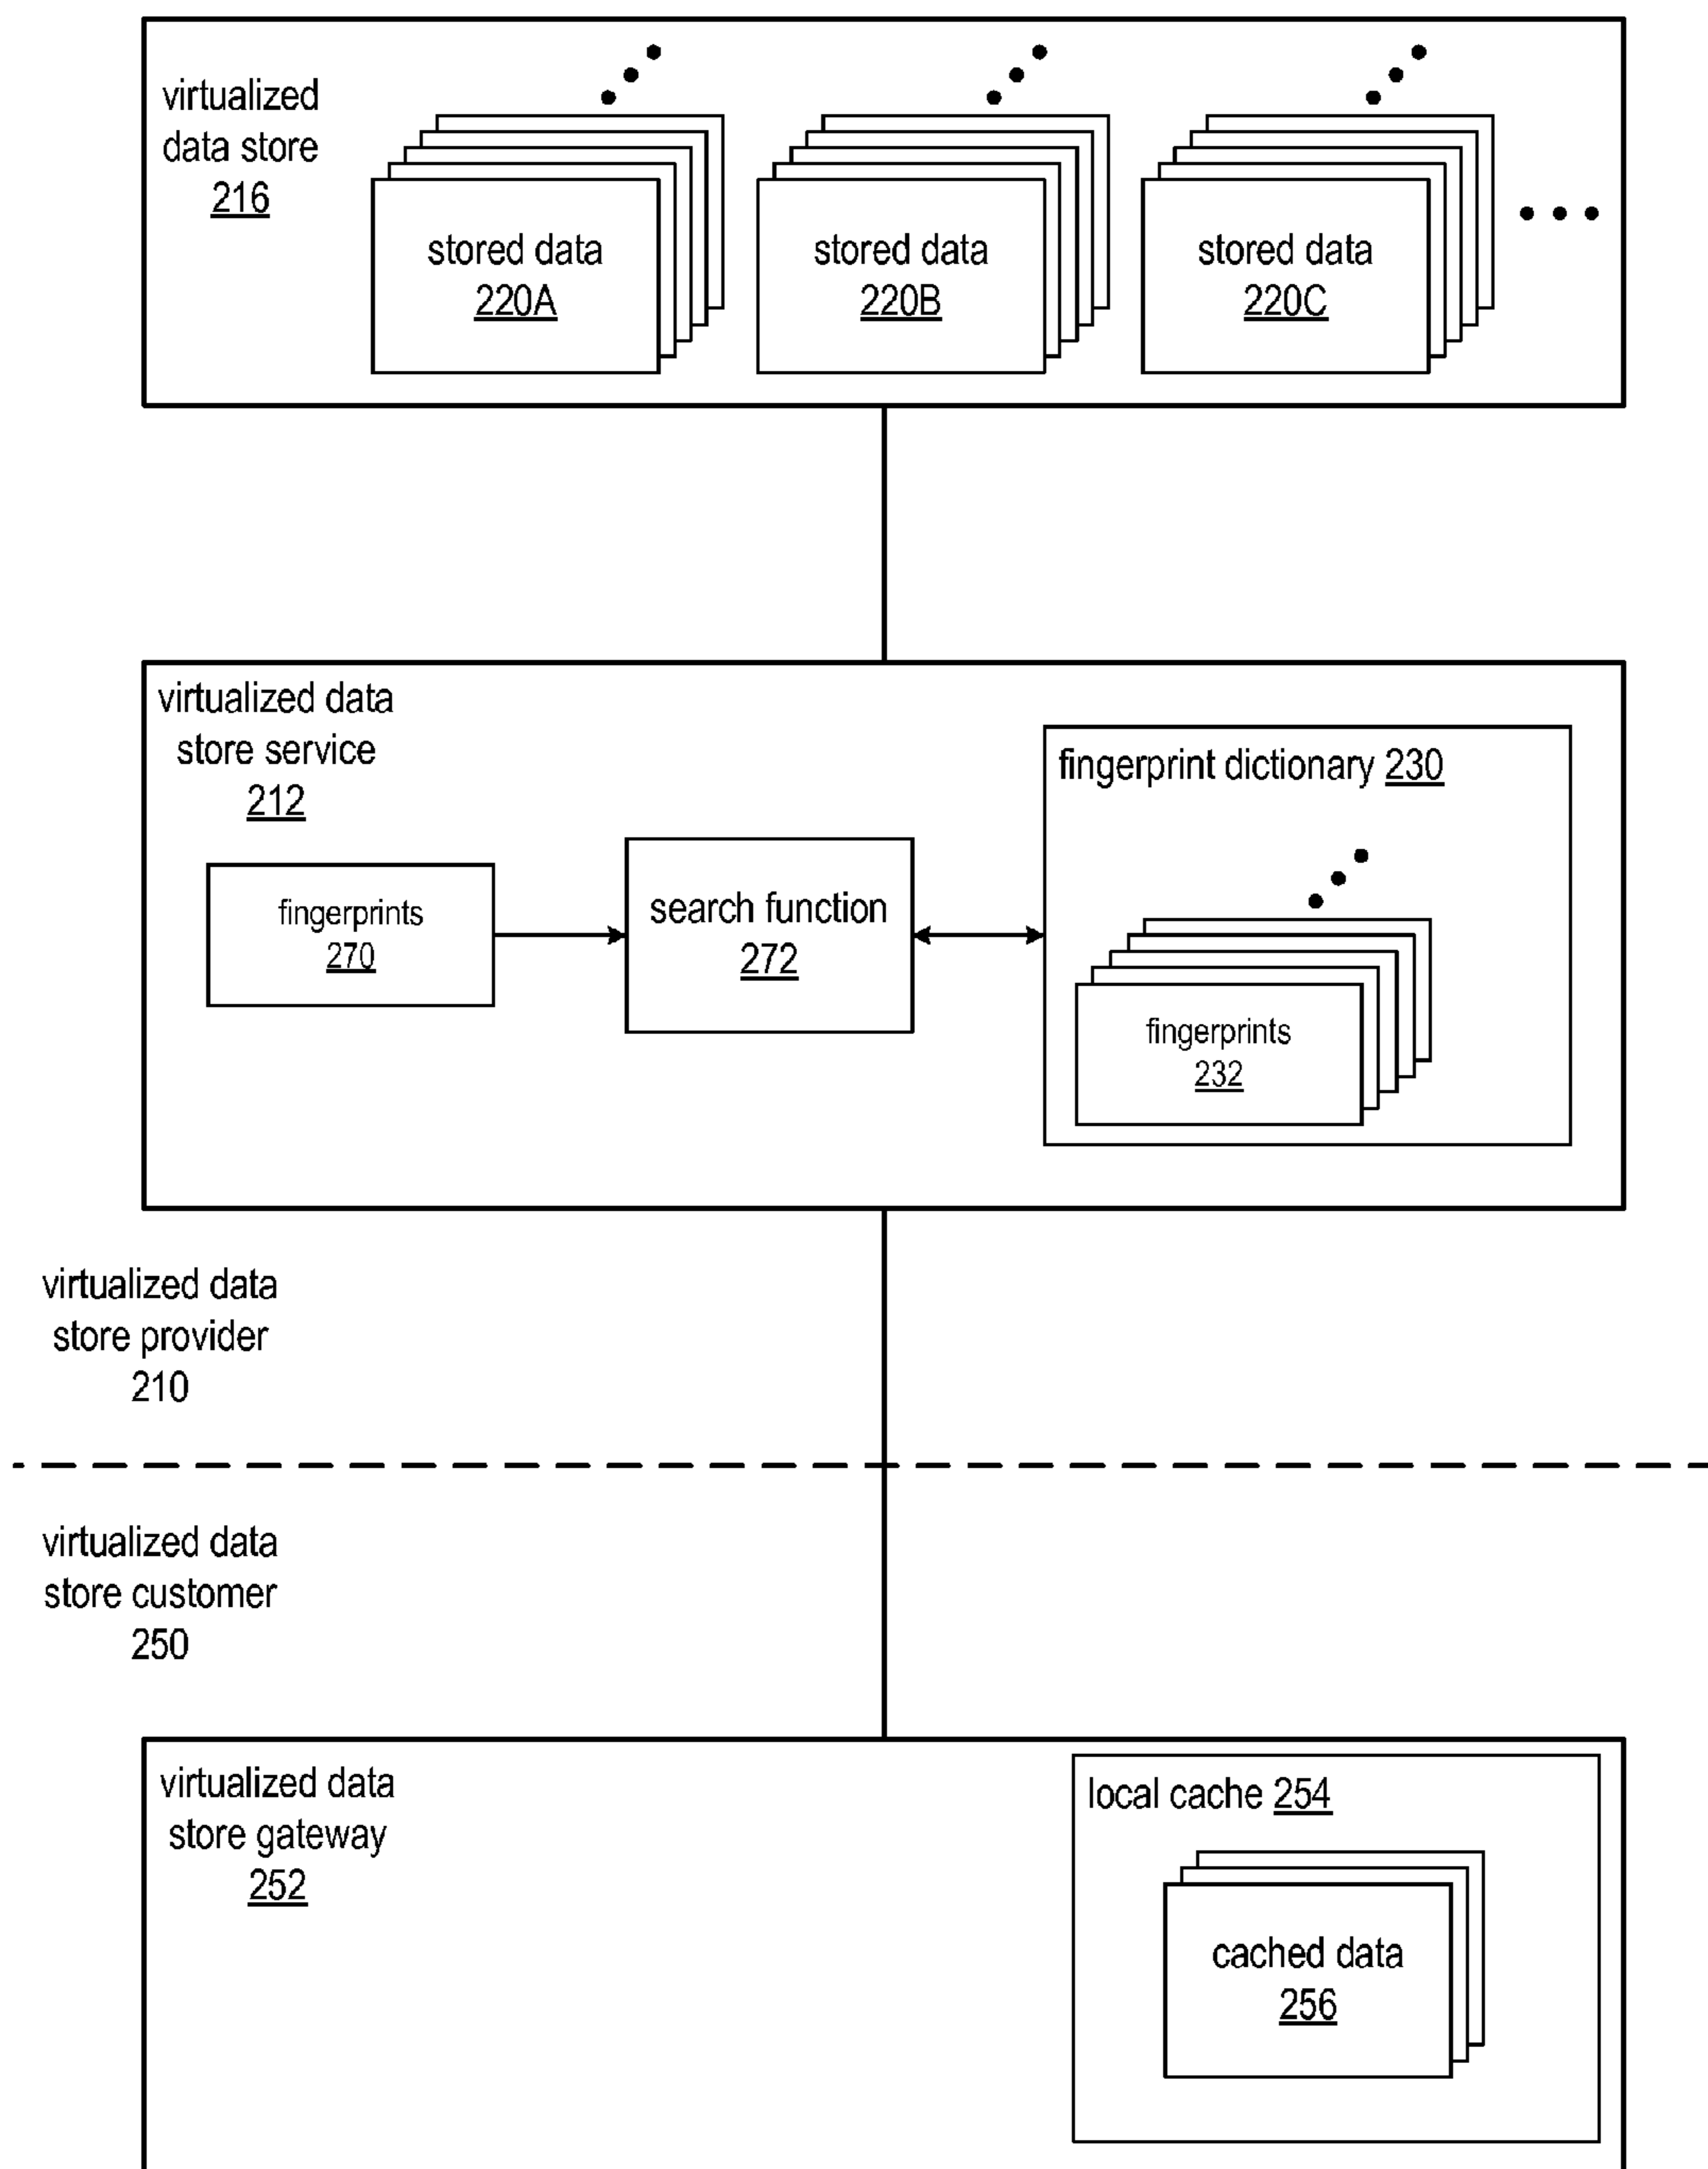 virtualized
data store
216
stored data
220A
stored data
220B
stored data
220C
virtualized data
store service
212
fingerprints
270
search function
272
fingerprint dictionary 230
fingerprints
232
virtualized data
store provider
210
virtualized data
store customer
250
virtualized data
store gateway
252
local cache 254
cached data
256